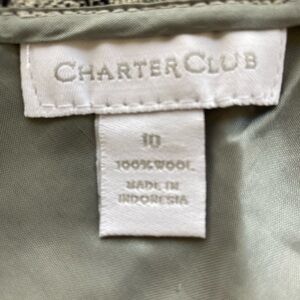 CHARTER CLUB
10
100% WOOL
MADE IN
INDONESIA